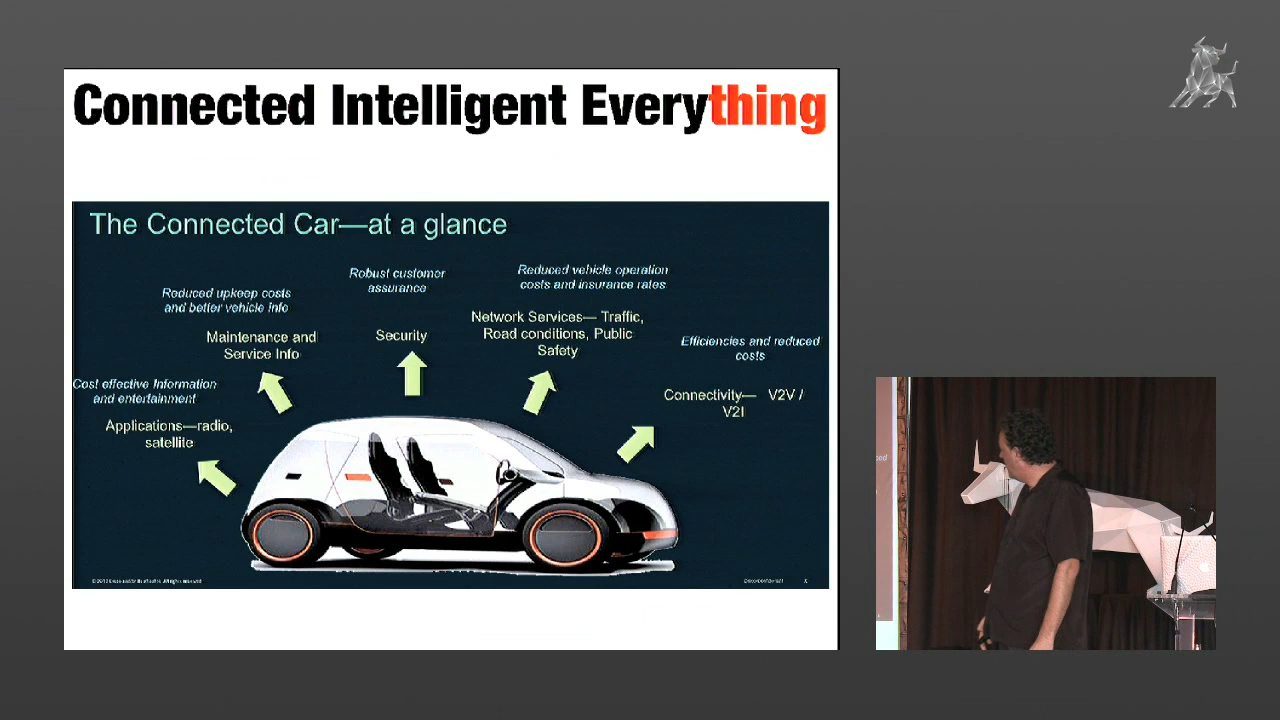 Connected Intelligent Everything
The Connected Car—at a glance
Robust customer
assurance
Reduced vehicle operation
costs and insurance rates
Reduced upkeep costs
and better vehicle info
Network Services— Traffic,
Road conditions, Public
Safety
Maintenance and
Service Info
Security
Efficiencies and reduced
costs
Cost effective Information
and entertainment
Connectivity— V2V /
V2I
Applications—radio,
satellite